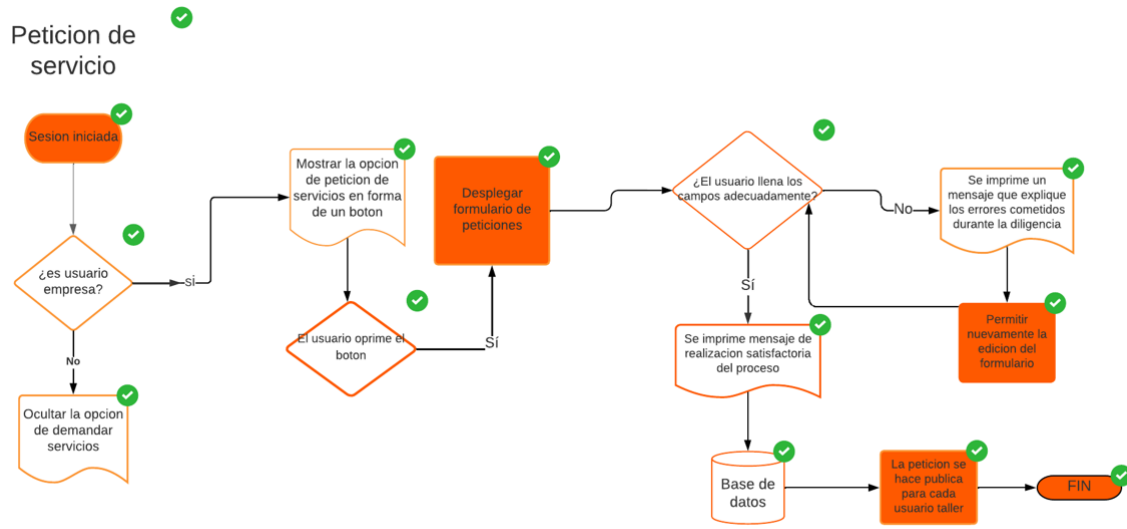 Peticion de
servicio
Sesion iniciada
¿es usuario
empresa?
si
No
Ocultar la opcion
de demandar
servicios
Mostrar la opcion
de peticion de
servicios en forma
de un boton
El usuario oprime el
boton
Sí
Desplegar
formulario de
peticiones
¿El usuario llena los
campos adecuadamente?
No
Se imprime un
mensaje que explique
los errores cometidos
durante la diligencia
Permitir
nuevamente la
edicion del
formulario
Sí
Se imprime mensaje de
realizacion satisfactoria
del proceso
Base de
datos
La peticion se
hace publica
para cada
usuario taller
FIN